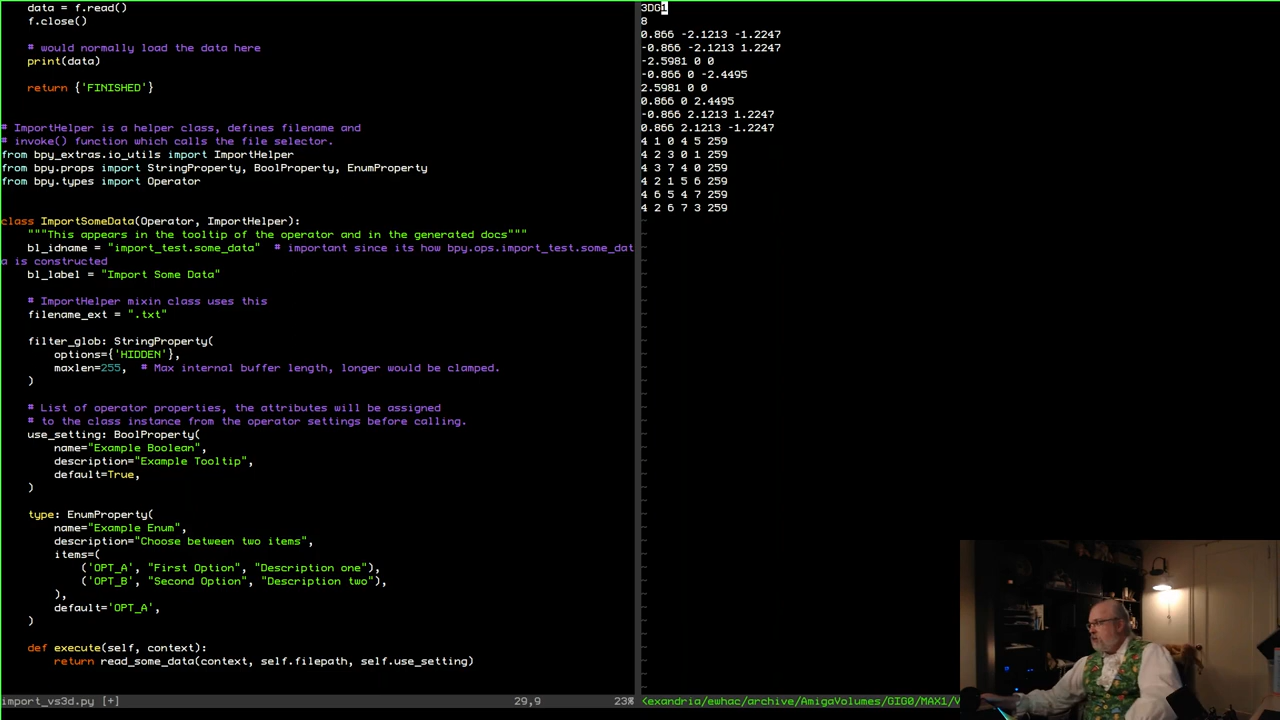 data = f.read()
f.close()
# would normally load the data here
print(data)
return {'FINISHED'}
# ImportHelper is a helper class, defines filename and
# invoke() function which calls the file selector.
from bpy_extras.io_utils import ImportHelper
from bpy.props import StringProperty, BoolProperty, EnumProperty
from bpy.types import Operator
class ImportSomeData(Operator, ImportHelper):
"""This appears in the tooltip of the operator and in the generated docs"""
bl_idname = "import_test.some_data"  # important since its how bpy.ops.import_test.some_dat
a is constructed
bl_label = "Import Some Data"
# ImportHelper mixin class uses this
filename_ext = ".txt"
filter_glob: StringProperty(
options={'HIDDEN'},
maxlen=255,  # Max internal buffer length, longer would be clamped.
)
# List of operator properties, the attributes will be assigned
# to the class instance from the operator settings before calling.
use_setting: BoolProperty(
name="Example Boolean",
description="Example Tooltip",
default=True,
)
type: EnumProperty(
name="Example Enum",
description="Choose between two items",
items=(
('OPT_A', "First Option", "Description one"),
('OPT_B', "Second Option", "Description two"),
),
default='OPT_A',
)
def execute(self, context):
return read_some_data(context, self.filepath, self.use_setting)
import_vs3d.py [+] 29,9 23%
3DG1
8
0.866 -2.1213 -1.2247
-0.866 -2.1213 1.2247
-2.5981 0 0
-0.866 0 -2.4495
2.5981 0 0
0.866 0 2.4495
-0.866 2.1213 1.2247
0.866 2.1213 -1.2247
4 1 0 4 5 259
4 2 3 0 1 259
4 3 7 4 0 259
4 2 1 5 6 259
4 6 5 4 7 259
4 2 6 7 3 259
<exandria/ewhac/archive/AmigaVolumes/GIG0/MAX1/V